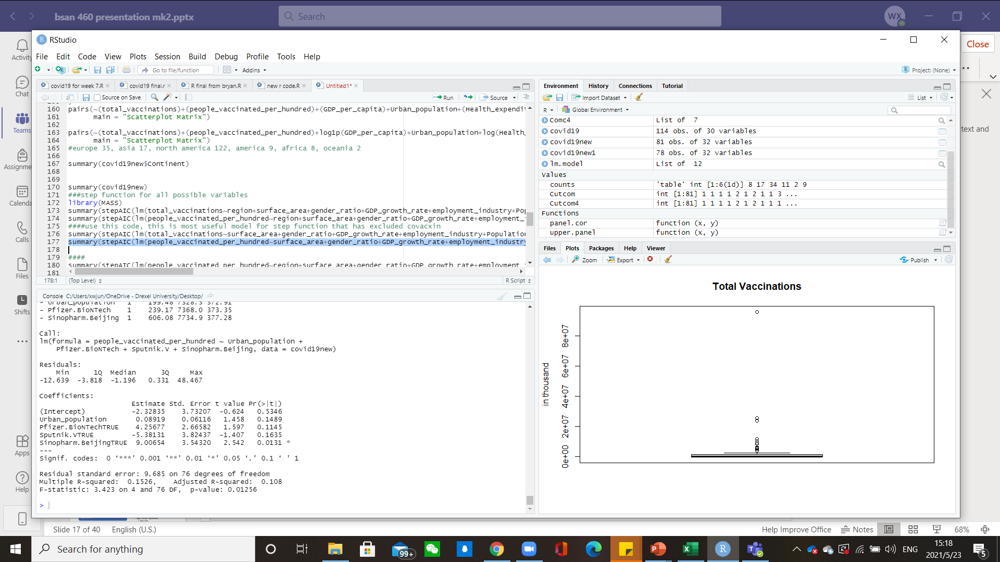 bsan 460 presentation mk2.pptx
Search
WX
RStudio
Close
Activity
Chat
Teams
Assignme
Calenda
Calls
Files
Shifts
Apps
Help
File Edit Code View Plots Session Build Debug Profile Tools Help
Go to file/function
Addins
Project: (None)
covid19 for week 7.R
covid19 final.r
R final from bryan.R
new r code.R
Untitled1*
Source on Save
Run
Source
160 pairs(~(total_vaccinations)+(people_vaccinated_per_hundred)+(GDP_per_capita)+Urban_population+(Health_expendit
161 main = "Scatterplot Matrix")
162
163 pairs(~(total_vaccinations)+(people_vaccinated_per_hundred)+log1p(GDP_per_capita)+Urban_population+log(Health_
164 main = "Scatterplot Matrix")
165 #europe 35, asia 17, north america 122, america 9, africa 8, oceania 2
166
167 summary(covid19new$Continent)
168
169
170 summary(covid19new)
171 ###step function for all possible variables
172 library(MASS)
173 summary(stepAIC(lm(total_vaccinations~region+surface_area+gender_ratio+GDP_growth_rate+employment_industry+Pop
174 summary(stepAIC(lm(people_vaccinated_per_hundred~region+surface_area+gender_ratio+GDP_growth_rate+employment_
175 ####use this code, this is most useful model for step function that has excluded covacxin
176 summary(stepAIC(lm(total_vaccinations~surface_area+gender_ratio+GDP_growth_rate+employment_industry+Population
177 summary(stepAIC(lm(people_vaccinated_per_hundred~surface_area+gender_ratio+GDP_growth_rate+employment_industry
178
179 ####
180 summary(stepAIC(lm(people_vaccinated_per_hundred~region+surface_area+gender_ratio+GDP_growth_rate+employment_
181
178:1 (Top Level)
R Script
Console C:/Users/xwjun/OneDrive - Drexel University/Desktop/
- Urban_population 1 199.48 7328.3 372.91
- Pfizer.BioNTech 1 239.17 7368.0 373.35
- Sinopharm.Beijing 1 606.08 7734.9 377.28
Call:
lm(formula = people_vaccinated_per_hundred ~ Urban_population +
Pfizer.BioNTech + Sputnik.V + Sinopharm.Beijing, data = covid19new)
Residuals:
Min 1Q Median 3Q Max
-12.639 -3.818 -1.196 0.331 48.467
Coefficients:
Estimate Std. Error t value Pr(>|t|)
(Intercept) -2.32835 3.73207 -0.624 0.5346
Urban_population 0.08919 0.06116 1.458 0.1489
Pfizer.BioNTechTRUE 4.25677 2.66582 1.597 0.1145
Sputnik.VTRUE -5.38131 3.82437 -1.407 0.1635
Sinopharm.BeijingTRUE 9.00654 3.54320 2.542 0.0131 *
---
Signif. codes: 0 ‘***’ 0.001 ‘**’ 0.01 ‘*’ 0.05 ‘.’ 0.1 ‘ ’ 1
Residual standard error: 9.685 on 76 degrees of freedom
Multiple R-squared: 0.1526, Adjusted R-squared: 0.108
F-statistic: 3.423 on 4 and 76 DF, p-value: 0.01256
>
Environment History Connections Tutorial
Import Dataset
List
R
Global Environment
Comc4 List of 7
covid19 114 obs. of 30 variables
covid19new 81 obs. of 32 variables
covid19new1 78 obs. of 32 variables
lm.model List of 12
Values
counts 'table' int [1:6(1d)] 8 17 34 11 2 9
Cutcom int [1:81] 1 1 1 1 2 1 2 1 1 3 ...
Cutcom4 int [1:81] 1 1 1 1 2 1 2 1 1 1 ...
Functions
panel.cor function (x, y)
upper.panel function (x, y)
Files Plots Packages Help Viewer
Zoom
Export
Publish
Total Vaccinations
in thousand
0e+00 2e+07 4e+07 6e+07 8e+07
text and
Slide 17 of 40
English (U.S.)
Help Improve Office
Notes
68%
Search for anything
99+
ENG
15:18
2021/5/23
5